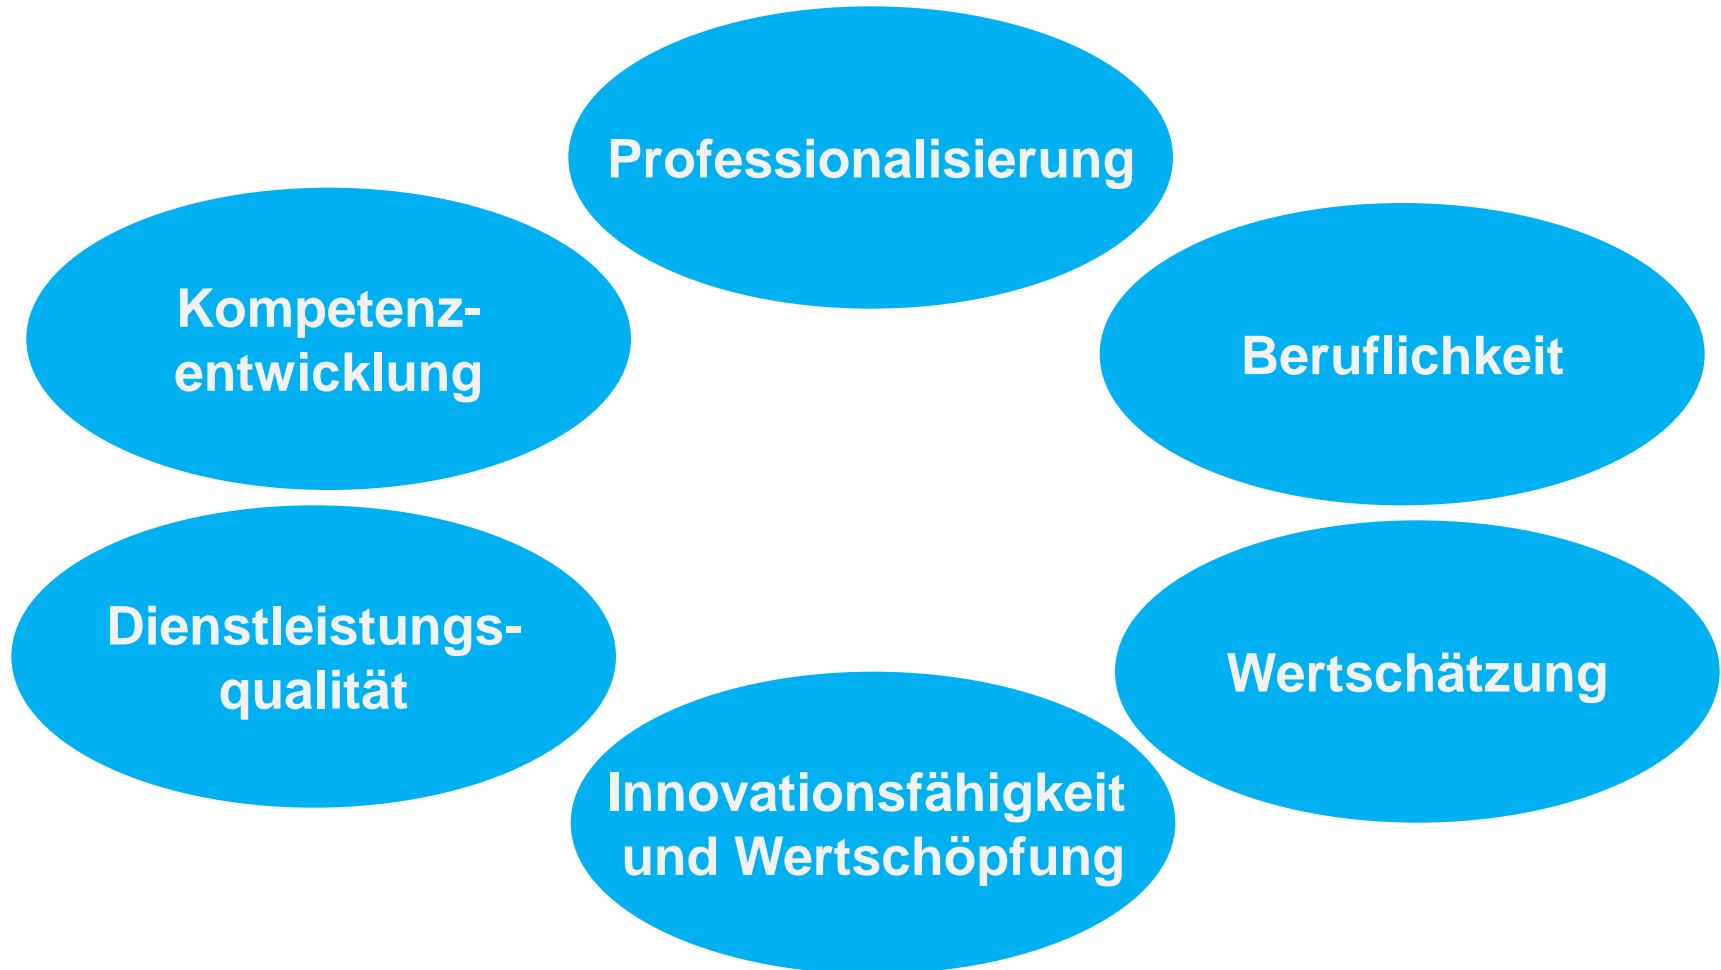 Professionalisierung
Kompetenz-
entwicklung
Beruflichkeit
Dienstleistungs-
qualität
Wertschätzung
Innovationsfähigkeit
und Wertschöpfung